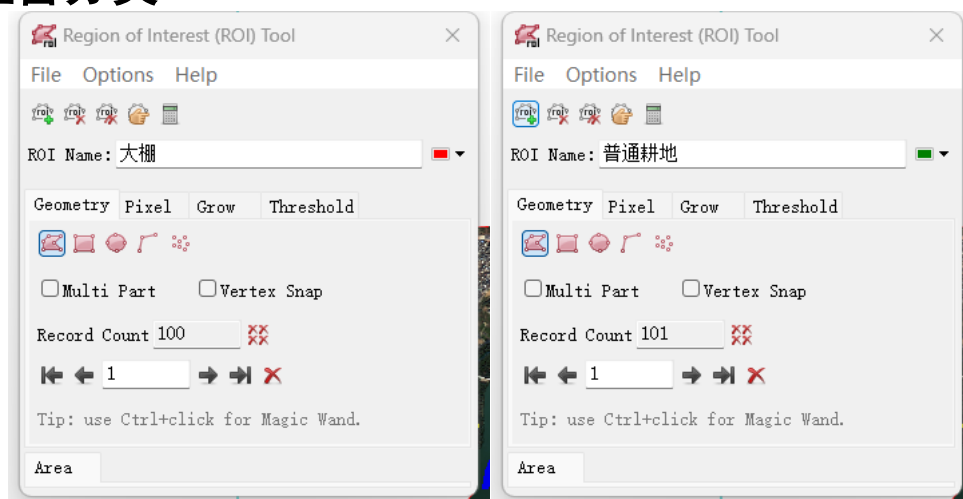 Region of Interest (ROI) Tool
File Options Help
ROI Name: 大棚
Geometry Pixel Grow Threshold
Multi Part Vertex Snap
Record Count 100
1
Tip: use Ctrl+click for Magic Wand.
Area
Region of Interest (ROI) Tool
File Options Help
ROI Name: 普通耕地
Geometry Pixel Grow Threshold
Multi Part Vertex Snap
Record Count 101
1
Tip: use Ctrl+click for Magic Wand.
Area